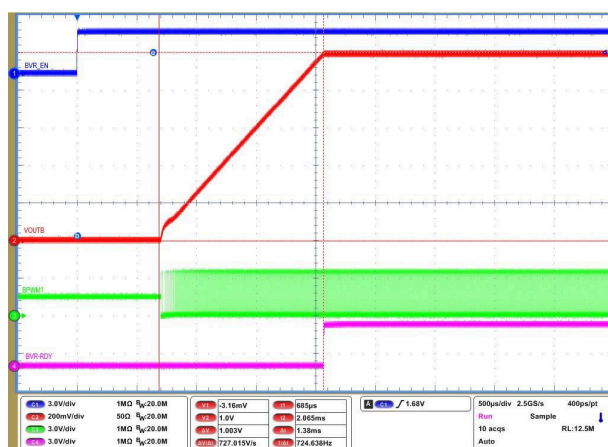 BVR_EN
1
a
VOUTB
b
2
BPWM1
BVR-RDY
4
C1 3.0V/div 1MΩ BW:20.0M
C2 200mV/div 50Ω BW:20.0M
C3 3.0V/div 1MΩ BW:20.0M
C4 3.0V/div 1MΩ BW:20.0M
V1 -3.16mV t1 685µs
V2 1.0V t2 2.065ms
ΔV 1.003V Δt 1.38ms
ΔV/Δt 727.015V/s 1/Δt 724.638Hz
A C1 1.68V
500µs/div 2.5GS/s 400ps/pt
Run Sample
10 acqs RL:12.5M
Auto